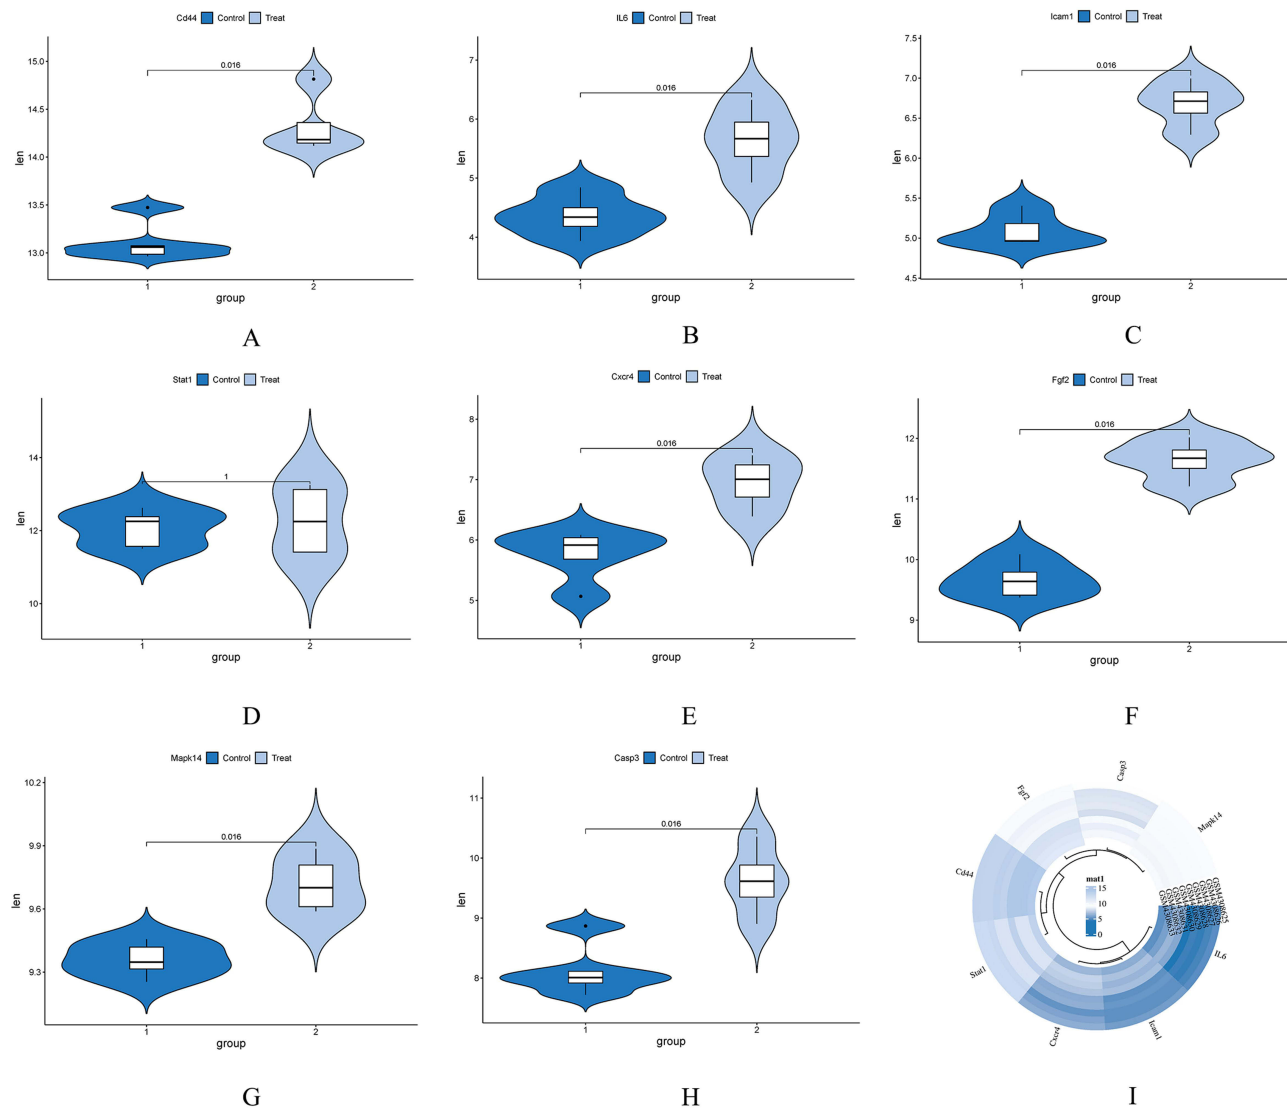 Cd44 Control Treat
15.0
14.5
14.0
13.5
13.0
len
0.016
1 2
group
A
IL6 Control Treat
7
6
5
4
len
0.016
1 2
group
B
Icam1 Control Treat
7.5
7.0
6.5
6.0
5.5
5.0
4.5
len
0.016
1 2
group
C
Stat1 Control Treat
14
12
10
len
1
1 2
group
D
Cxcr4 Control Treat
8
7
6
5
len
0.016
1 2
group
E
Fgf2 Control Treat
12
11
10
9
len
0.016
1 2
group
F
Mapk14 Control Treat
10.2
9.9
9.6
9.3
len
0.016
1 2
group
G
Casp3 Control Treat
11
10
9
8
len
0.016
1 2
group
H
Casp3
Fgf2
Mapk14
Cd44
Stat1
Cxcr4
Icam1
IL6
mat1
15
10
5
0
GSM4308625
GSM4308633
I